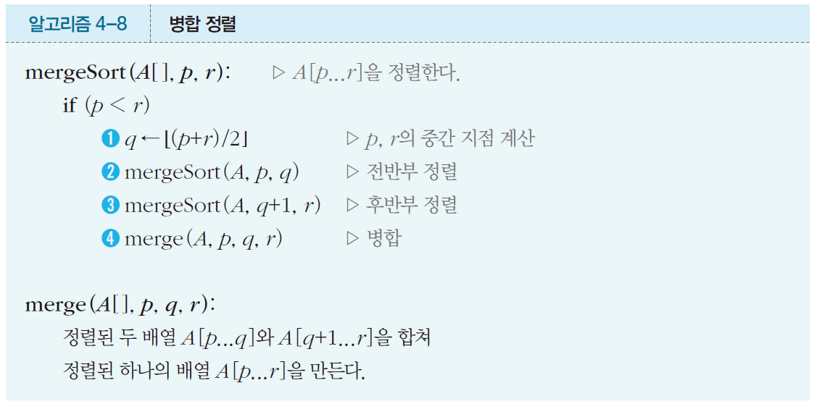 알고리즘 4-8 병합 정렬
mergeSort(A[ ], p, r): ▷ A[p...r]을 정렬한다.
if (p < r)
❶ q ← ⌊(p+r)/2⌋ ▷ p, r의 중간 지점 계산
❷ mergeSort(A, p, q) ▷ 전반부 정렬
❸ mergeSort(A, q+1, r) ▷ 후반부 정렬
❹ merge(A, p, q, r) ▷ 병합
merge(A[ ], p, q, r):
정렬된 두 배열 A[p...q]와 A[q+1...r]을 합쳐
정렬된 하나의 배열 A[p...r]을 만든다.